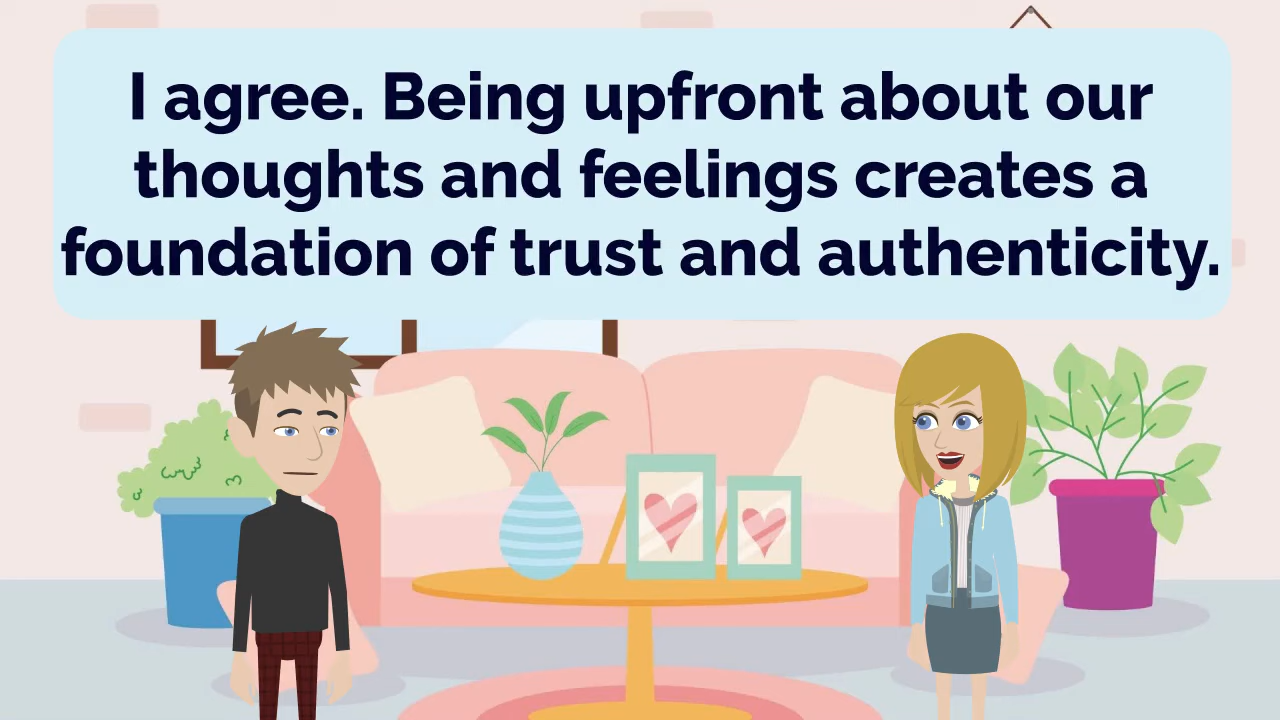 I agree. Being upfront about our
thoughts and feelings creates a
foundation of trust and authenticity.